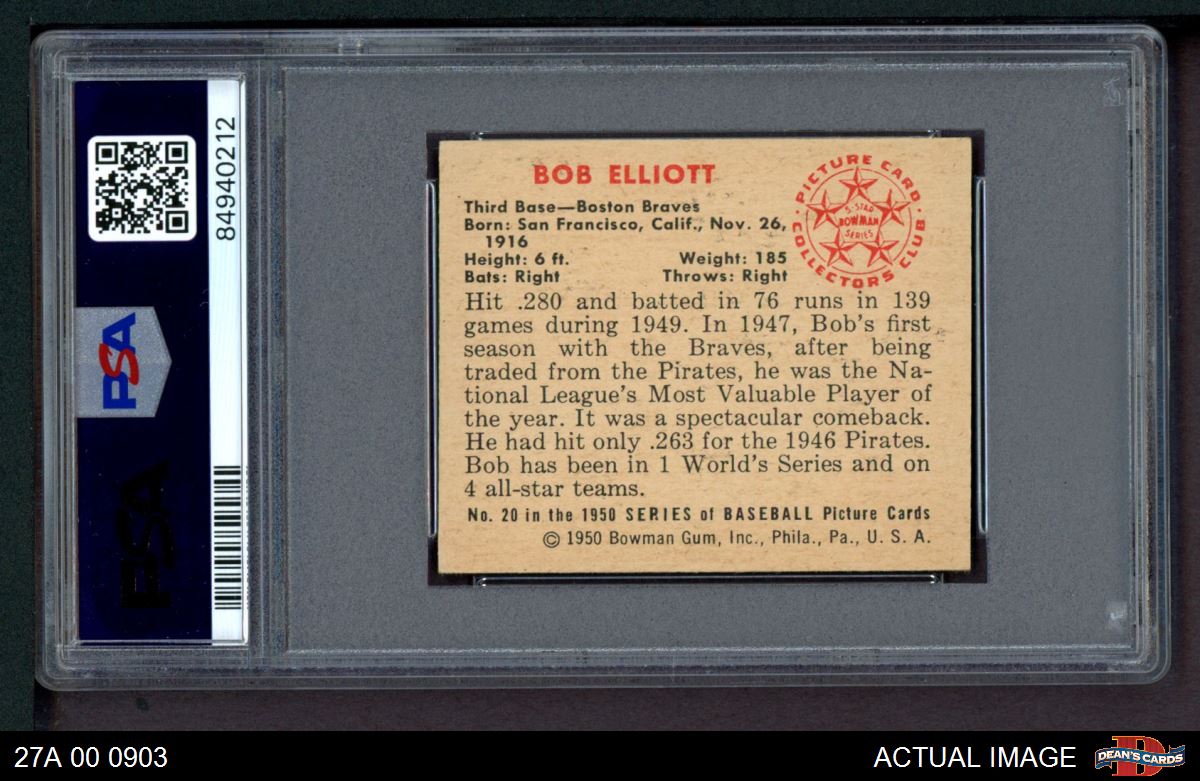 84940212
PSA
PSA
BOB ELLIOTT
Third Base—Boston Braves
Born: San Francisco, Calif., Nov. 26,
1916
Height: 6 ft. Weight: 185
Bats: Right Throws: Right
PICTURE CARD
COLLECTORS CLUB
5-STAR
BOWMAN
SERIES
Hit .280 and batted in 76 runs in 139
games during 1949. In 1947, Bob's first
season with the Braves, after being
traded from the Pirates, he was the Na-
tional League's Most Valuable Player of
the year. It was a spectacular comeback.
He had hit only .263 for the 1946 Pirates.
Bob has been in 1 World's Series and on
4 all-star teams.
No. 20 in the 1950 SERIES of BASEBALL Picture Cards
© 1950 Bowman Gum, Inc., Phila., Pa., U. S. A.
27A 00 0903
ACTUAL IMAGE
DEAN'S CARDS